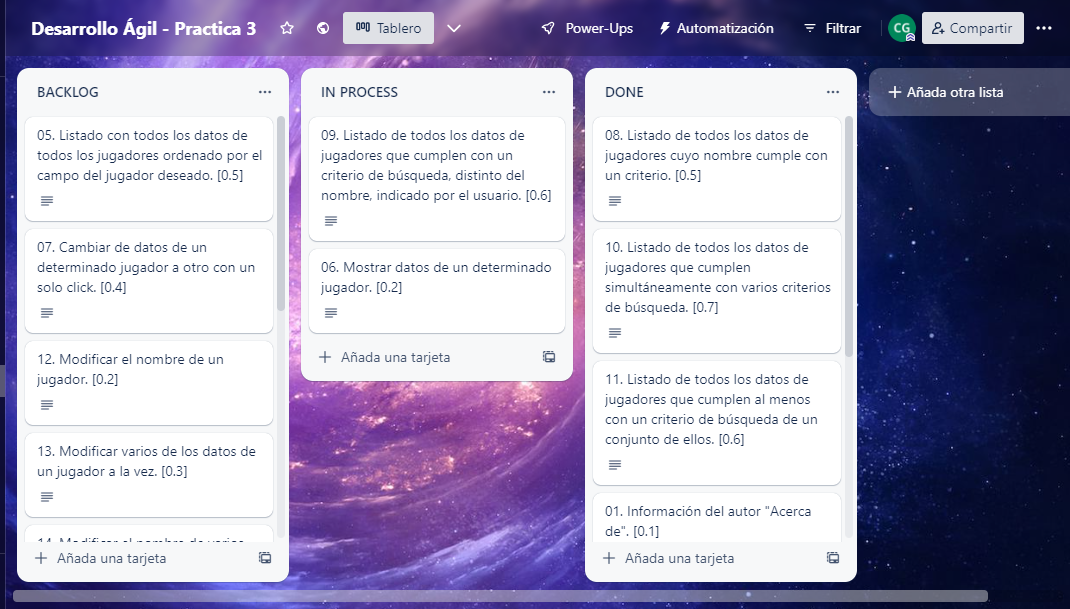 Desarrollo Ágil - Practica 3
Tablero
Power-Ups
Automatización
Filtrar
CG
Compartir
BACKLOG
05. Listado con todos los datos de
todos los jugadores ordenado por el
campo del jugador deseado. [0.5]
07. Cambiar de datos de un
determinado jugador a otro con un
solo click. [0.4]
12. Modificar el nombre de un
jugador. [0.2]
13. Modificar varios de los datos de
un jugador a la vez. [0.3]
14. Modificar el nombre de varios
Añada una tarjeta
IN PROCESS
09. Listado de todos los datos de
jugadores que cumplen con un
criterio de búsqueda, distinto del
nombre, indicado por el usuario. [0.6]
06. Mostrar datos de un determinado
jugador. [0.2]
Añada una tarjeta
DONE
08. Listado de todos los datos de
jugadores cuyo nombre cumple con
un criterio. [0.5]
10. Listado de todos los datos de
jugadores que cumplen
simultáneamente con varios criterios
de búsqueda. [0.7]
11. Listado de todos los datos de
jugadores que cumplen al menos
con un criterio de búsqueda de un
conjunto de ellos. [0.6]
01. Información del autor "Acerca
de". [0.1]
Añada una tarjeta
Añada otra lista